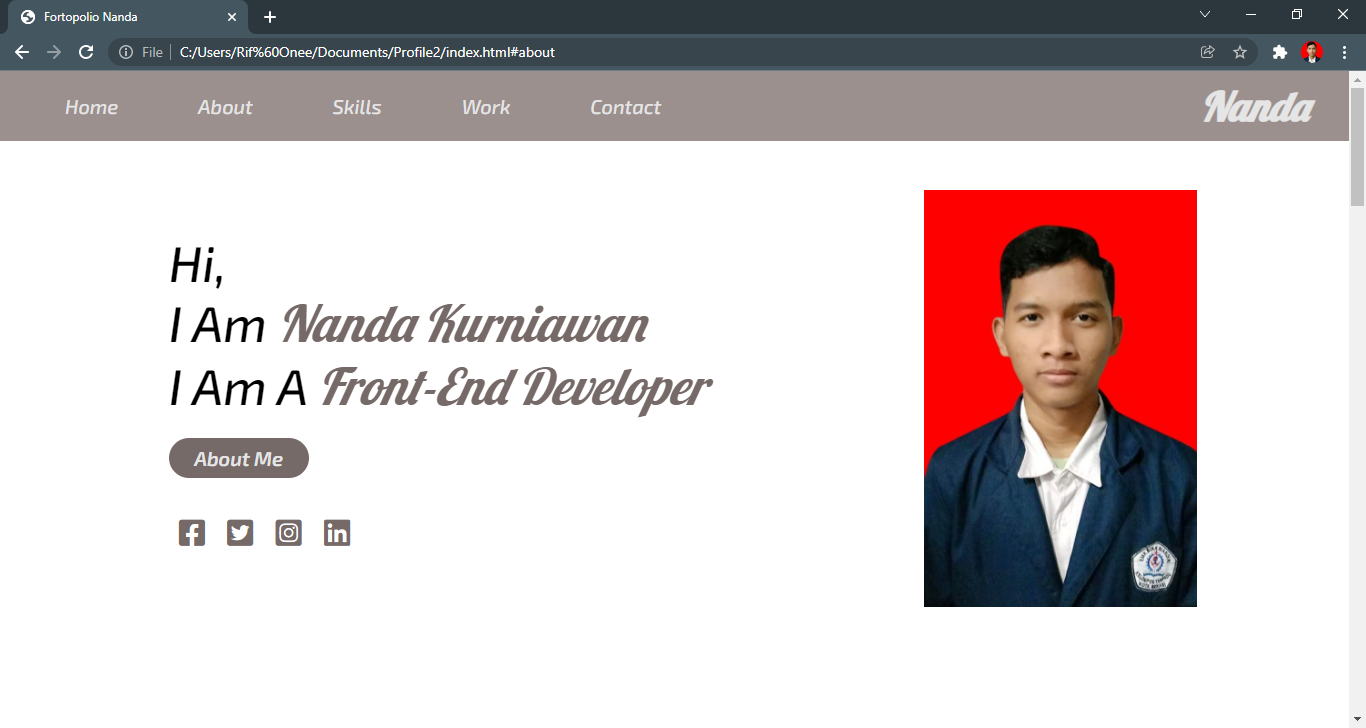 Fortopolio Nanda
File
C:/Users/Rif%60Onee/Documents/Profile2/index.html#about
Home About Skills Work Contact Nanda
Hi,
I Am Nanda Kurniawan
I Am A Front-End Developer
About Me